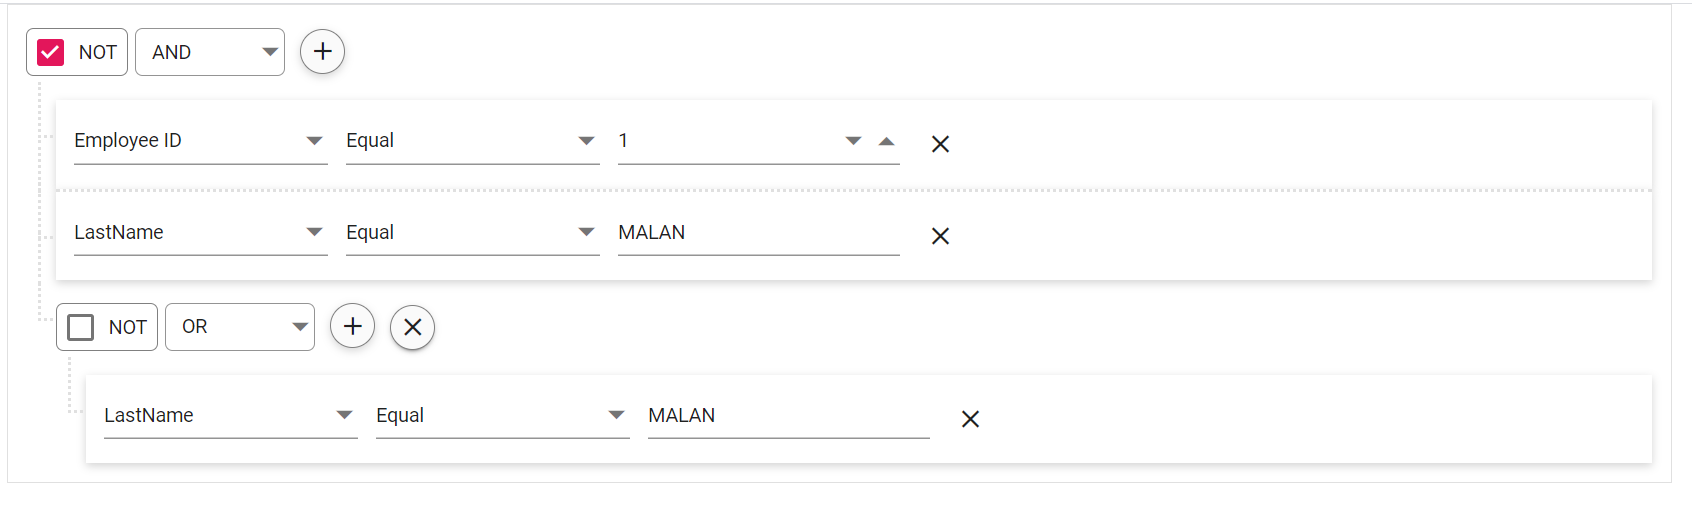 NOT AND
Employee ID Equal 1
LastName Equal MALAN
NOT OR
LastName Equal MALAN